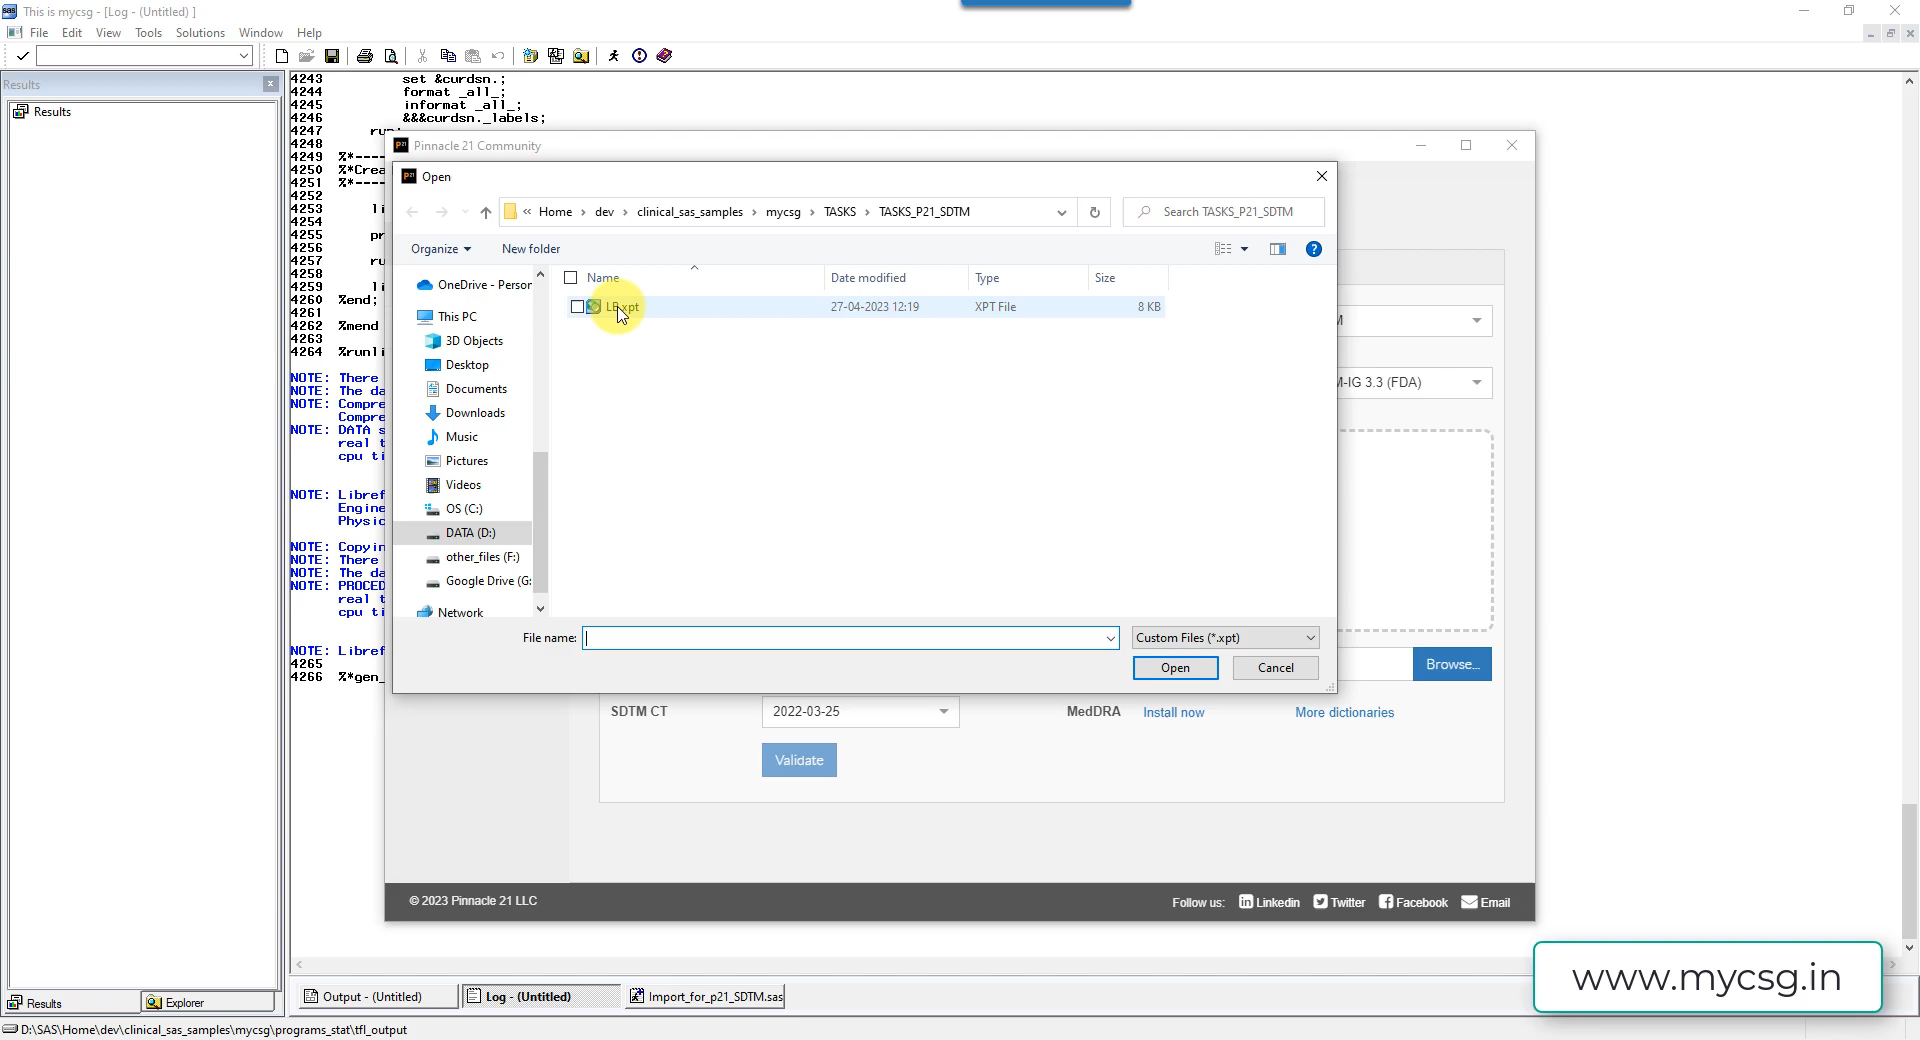 This is mycsg - [Log - (Untitled) ]
File Edit View Tools Solutions Window Help
Results
Results
4243 set &curdsn.;
4244 format _all_;
4245 informat _all_;
4246 &&&curdsn._labels;
4247
4248
4249 %*----
4250 %*Crea
4251 %*----
4252
4253 li
4254
4255 pr
4256
4257 ru
4258
4259 li
4260 %end;
4261
4262 %mend
4263
4264 %runli
NOTE: There
NOTE: The da
NOTE: Compre
Compre
NOTE: DATA s
real t
cpu ti
NOTE: Libref
Engine
Physic
NOTE: Copyin
NOTE: There
NOTE: The da
NOTE: PROCED
real t
cpu ti
NOTE: Libref
4265
4266 %*gen_
Pinnacle 21 Community
Open
« Home › dev › clinical_sas_samples › mycsg › TASKS › TASKS_P21_SDTM
Search TASKS_P21_SDTM
Organize New folder
Name Date modified Type Size
LB.xpt 27-04-2023 12:19 XPT File 8 KB
OneDrive - Person
This PC
3D Objects
Desktop
Documents
Downloads
Music
Pictures
Videos
OS (C:)
DATA (D:)
other_files (F:)
Google Drive (G:
Network
File name:
Custom Files (*.xpt)
Open Cancel
-IG 3.3 (FDA)
Browse...
SDTM CT 2022-03-25 MedDRA Install now More dictionaries
Validate
© 2023 Pinnacle 21 LLC
Follow us: Linkedin Twitter Facebook Email
www.mycsg.in
Results Explorer
Output - (Untitled) Log - (Untitled) Import_for_p21_SDTM.sas
D:\SAS\Home\dev\clinical_sas_samples\mycsg\programs_stat\tfl_output